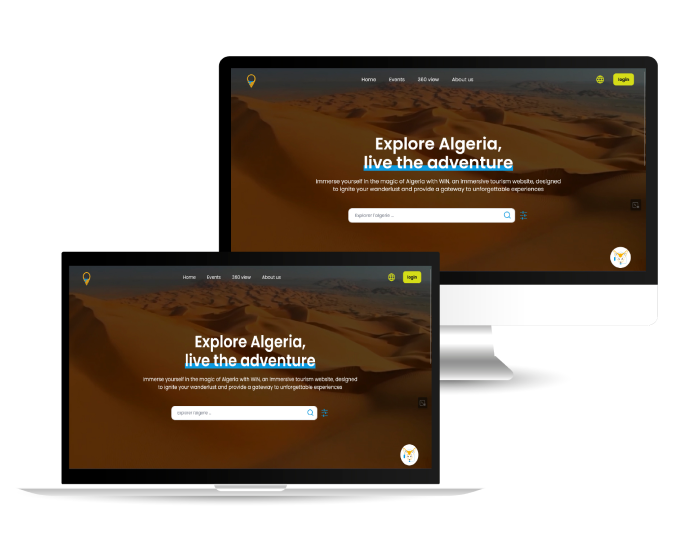 Home Events 360 view About us login
Explore Algeria,
live the adventure
Immerse yourself in the magic of Algeria with WIN, an immersive tourism website, designed
to ignite your wanderlust and provide a gateway to unforgettable experiences
Explorer l'algerie...
Home Events 360 view About us login
Explore Algeria,
live the adventure
Immerse yourself in the magic of Algeria with WIN, an immersive tourism website, designed
to ignite your wanderlust and provide a gateway to unforgettable experiences
Explorer l'algerie...